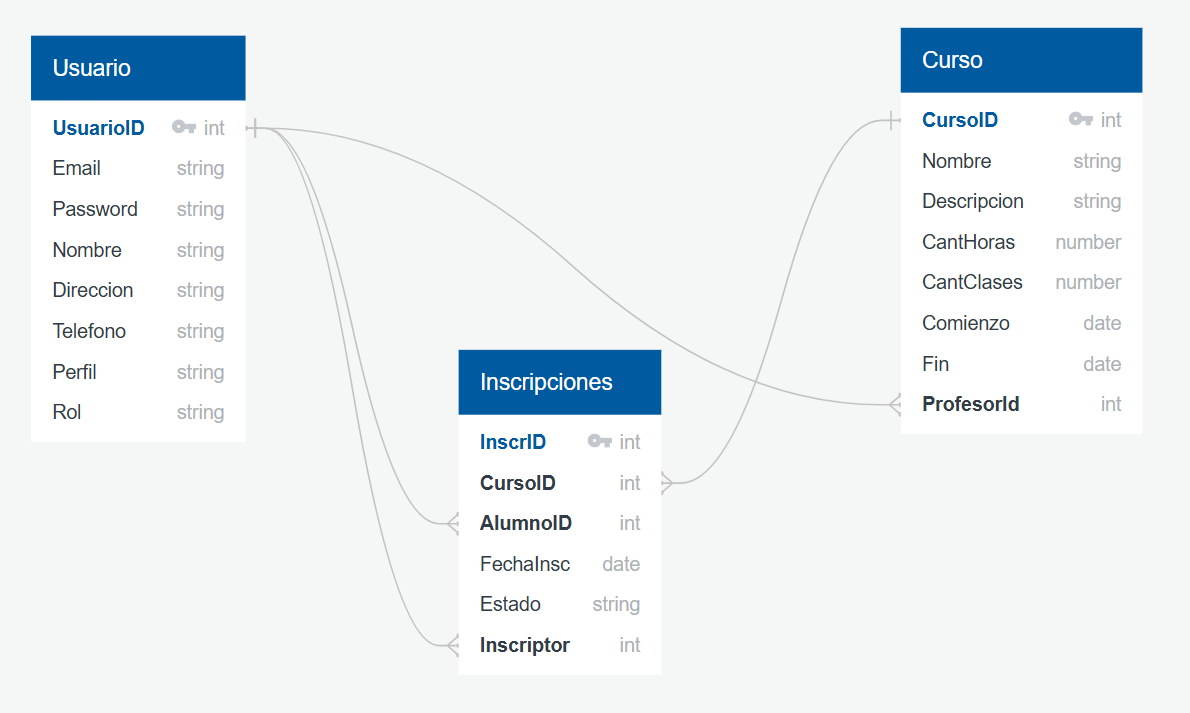 Usuario
UsuarioID int
Email string
Password string
Nombre string
Direccion string
Telefono string
Perfil string
Rol string
Inscripciones
InscrID int
CursoID int
AlumnoID int
FechaInsc date
Estado string
Inscriptor int
Curso
CursoID int
Nombre string
Descripcion string
CantHoras number
CantClases number
Comienzo date
Fin date
ProfesorId int